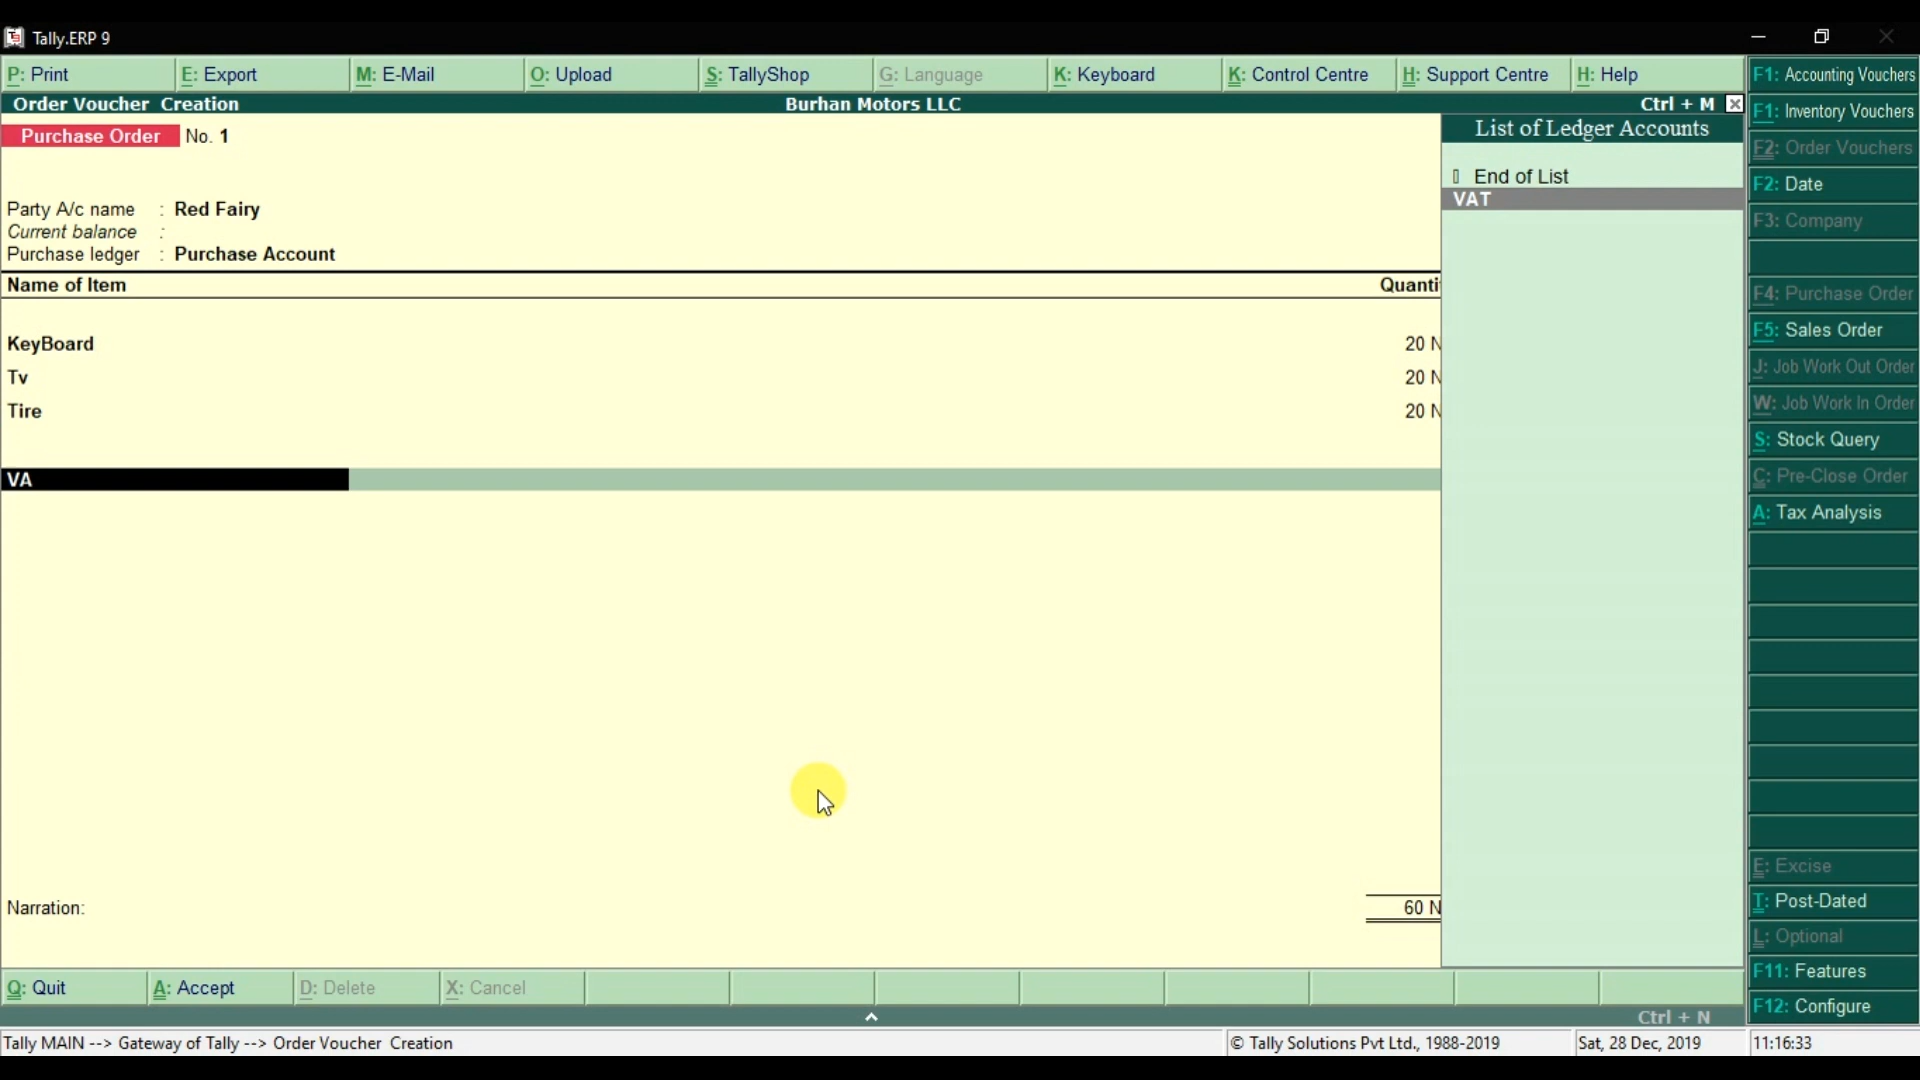 Tally.ERP 9
P: Print E: Export M: E-Mail O: Upload S: TallyShop G: Language K: Keyboard K: Control Centre H: Support Centre H: Help
Order Voucher Creation Burhan Motors LLC Ctrl + M
Purchase Order No. 1
Party A/c name : Red Fairy
Current balance :
Purchase ledger : Purchase Account
Name of Item Quanti
KeyBoard 20 N
Tv 20 N
Tire 20 N
VA
Narration: 60 N
List of Ledger Accounts
End of List
VAT
F1: Accounting Vouchers
F1: Inventory Vouchers
F2: Order Vouchers
F2: Date
F3: Company
F4: Purchase Order
F5: Sales Order
J: Job Work Out Order
W: Job Work In Order
S: Stock Query
C: Pre-Close Order
A: Tax Analysis
E: Excise
T: Post-Dated
L: Optional
F11: Features
F12: Configure
Q: Quit A: Accept D: Delete X: Cancel
Ctrl + N
Tally MAIN --> Gateway of Tally --> Order Voucher Creation © Tally Solutions Pvt Ltd., 1988-2019 Sat, 28 Dec, 2019 11:16:33